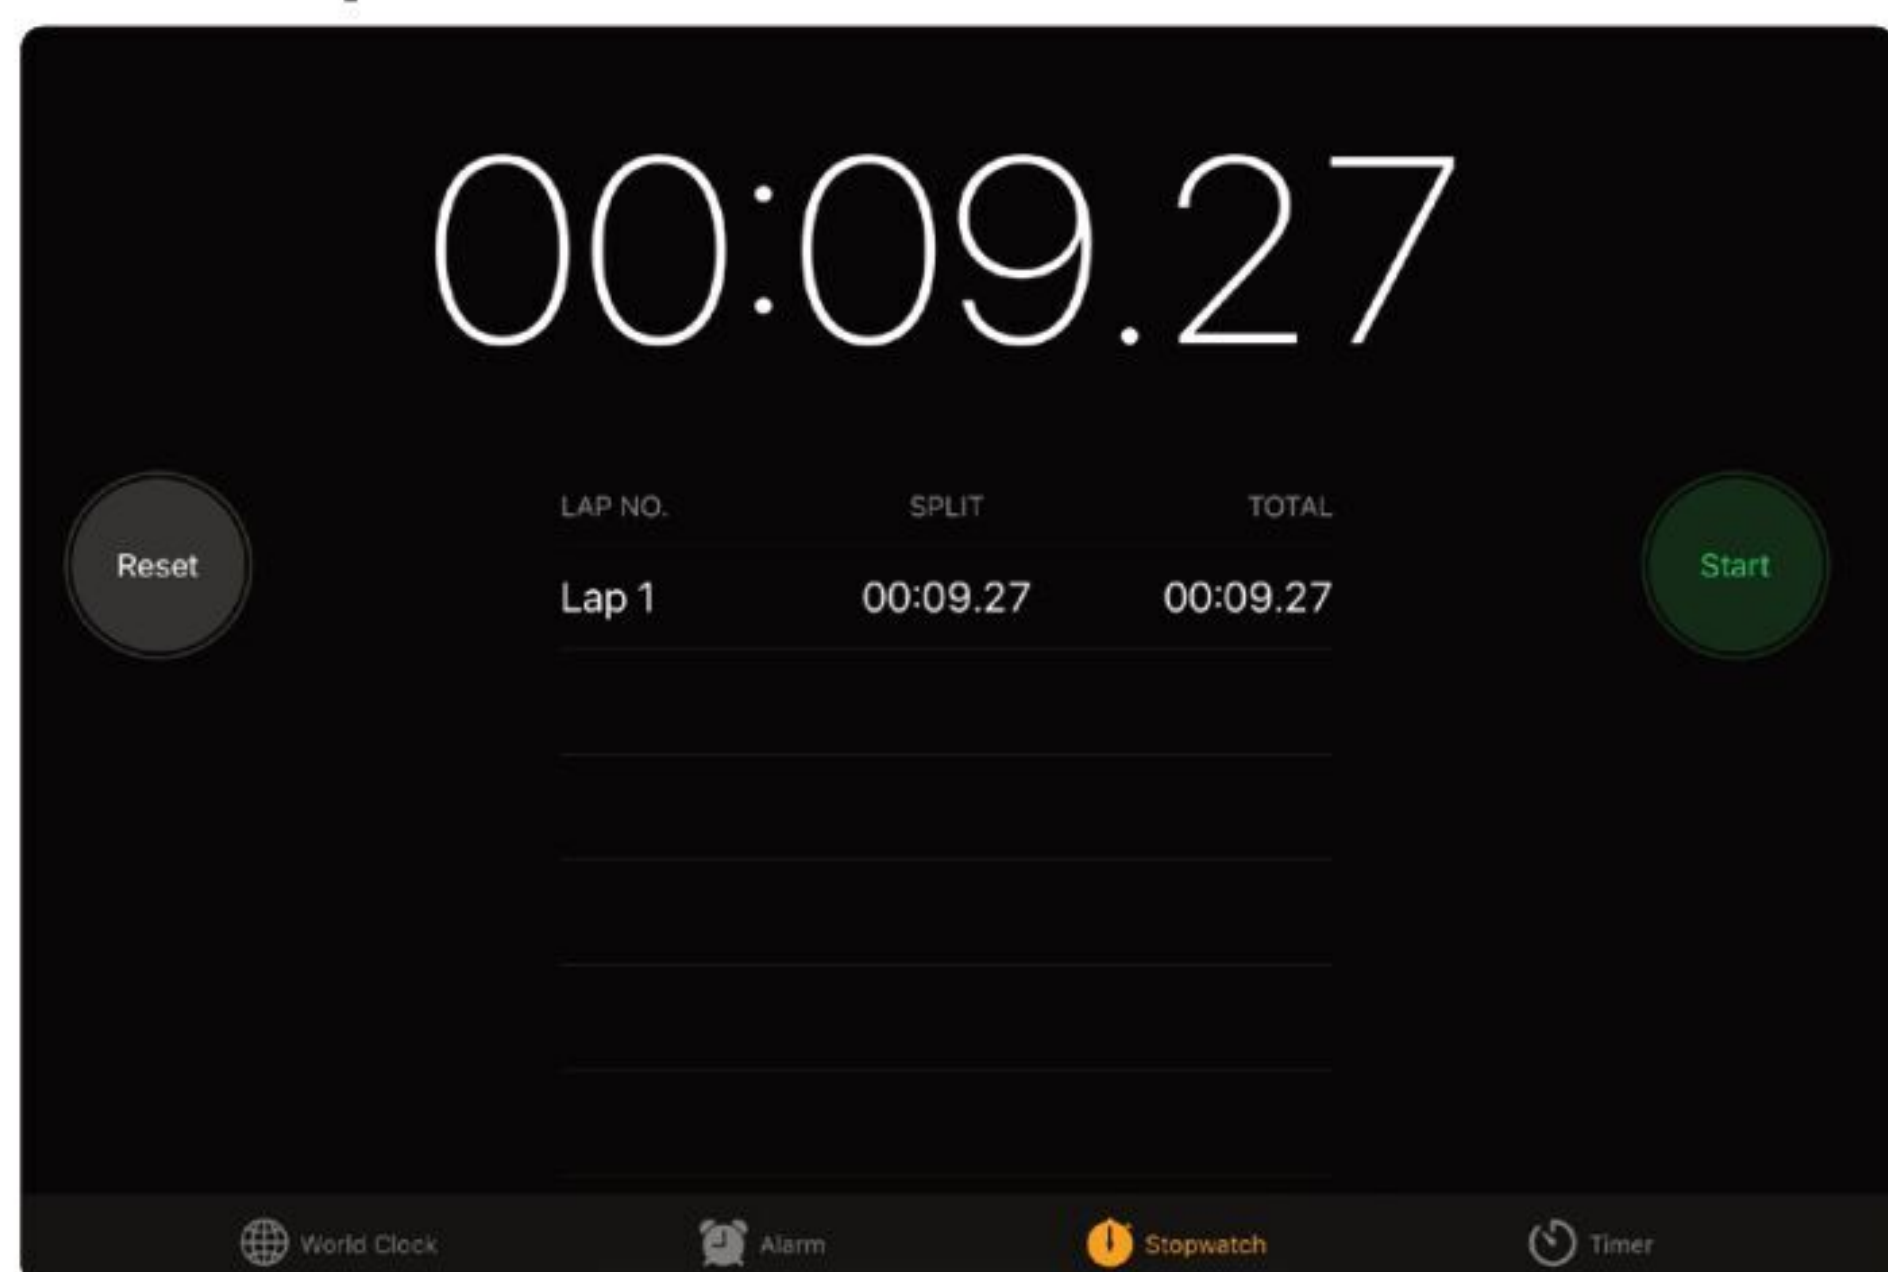 00:09.27
LAP NO. SPLIT TOTAL
Reset
Start
Lap 1 00:09.27 00:09.27
World Clock Alarm Stopwatch Timer